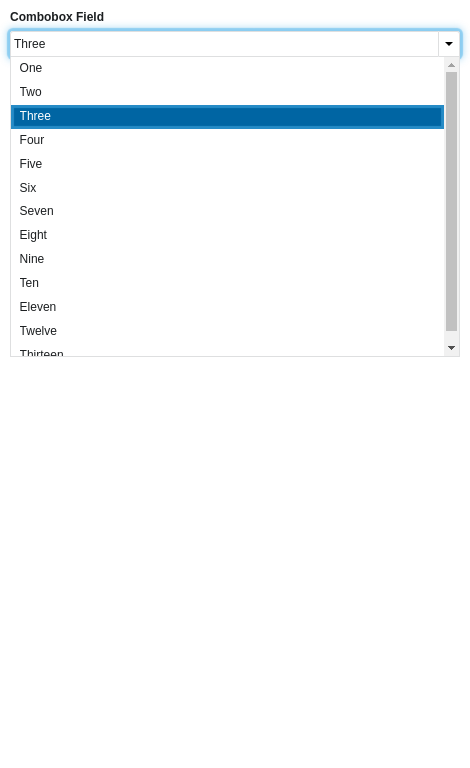 Combobox Field
Three
One
Two
Three
Four
Five
Six
Seven
Eight
Nine
Ten
Eleven
Twelve
Thirteen